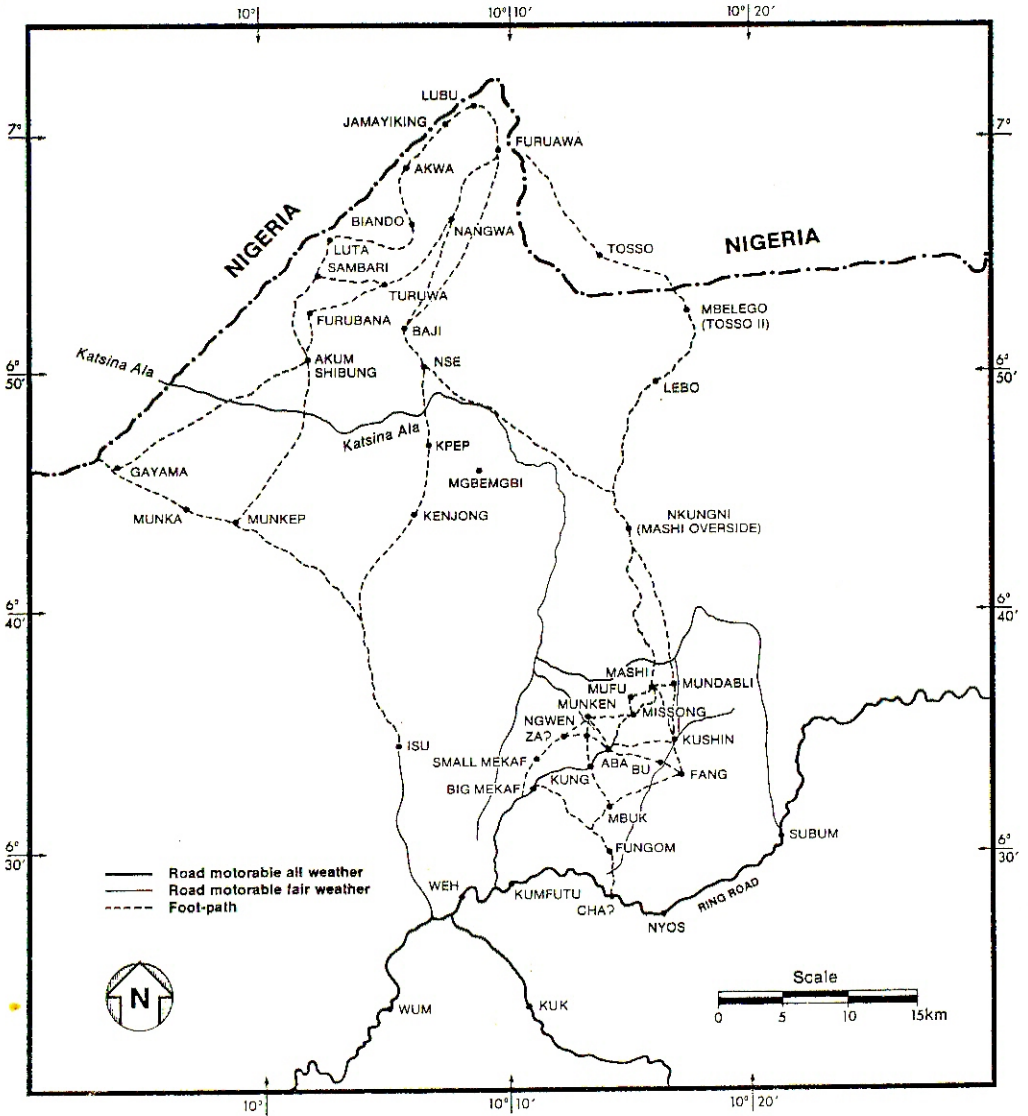 10°
10° 10'
10° 20'
LUBU
JAMAYIKING
7°
7°
FURUAWA
AKWA
BIANDO
NANGWA
NIGERIA
LUTA
TOSSO
NIGERIA
SAMBARI
TURUWA
FURUBANA
MBELEGO
(TOSSO II)
BAJI
Katsina Ala
AKUM
SHIBUNG
NSE
6°
50'
6°
50'
LEBO
Katsina Ala
KPEP
GAYAMA
MGBEMGBI
MUNKA
MUNKEP
KENJONG
NKUNGNI
(MASHI OVERSIDE)
6°
40'
6°
40'
MASHI
MUFU
MUNDABLI
MUNKEN
MISSONG
NGWEN
ZAʔ
KUSHIN
ISU
SMALL MEKAF
ABA
BU
KUNG
FANG
BIG MEKAF
MBUK
SUBUM
FUNGOM
6°
30'
6°
30'
Road motorable all weather
Road motorable fair weather
Foot-path
WEH
KUMFUTU
CHAʔ
RING ROAD
NYOS
N
Scale
0 5 10 15km
WUM
KUK
10°
10° 10'
10° 20'